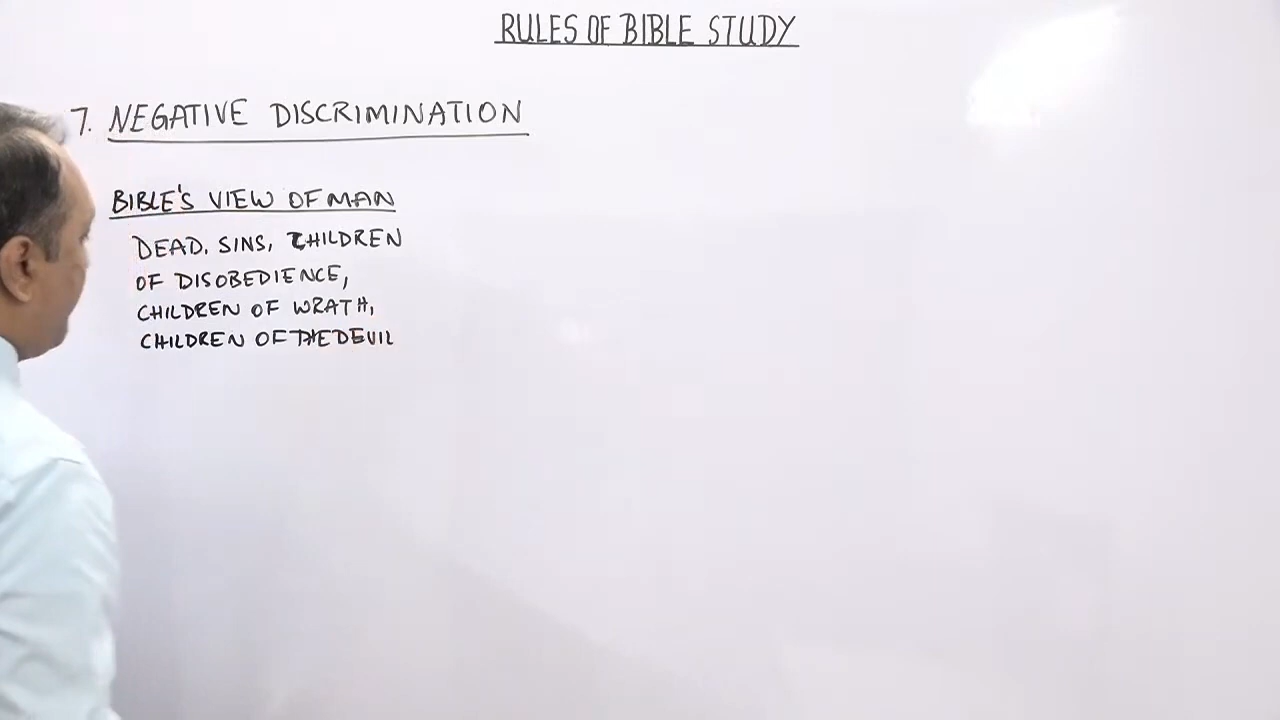 RULES OF BIBLE STUDY
7. NEGATIVE DISCRIMINATION
BIBLE'S VIEW OF MAN
DEAD, SINS, CHILDREN
OF DISOBEDIENCE,
CHILDREN OF WRATH,
CHILDREN OF THE DEVIL